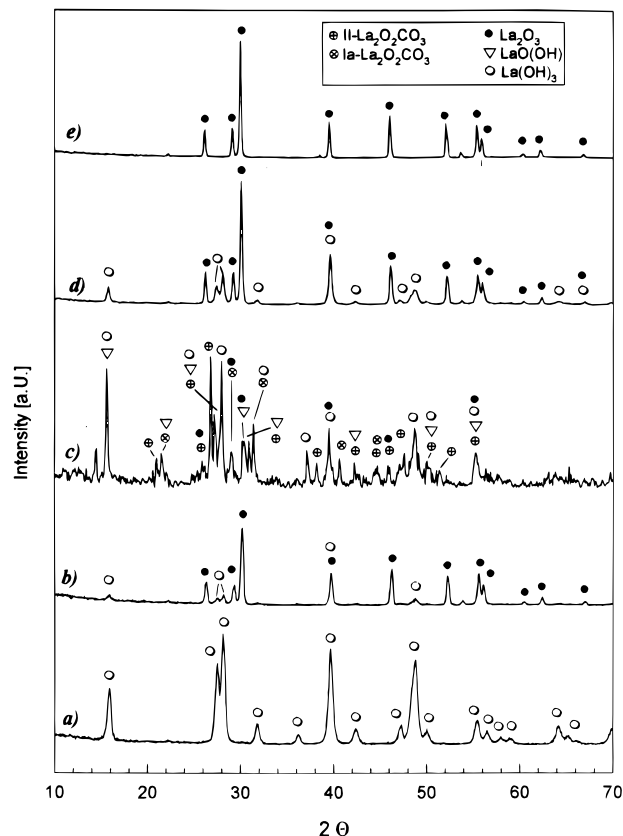 ⊕ II-La₂O₂CO₃
⊗ Ia-La₂O₂CO₃
● La₂O₃
▽ LaO(OH)
○ La(OH)₃
e)
d)
c)
b)
a)
Intensity [a.U.]
10 20 30 40 50 60 70
2 Θ